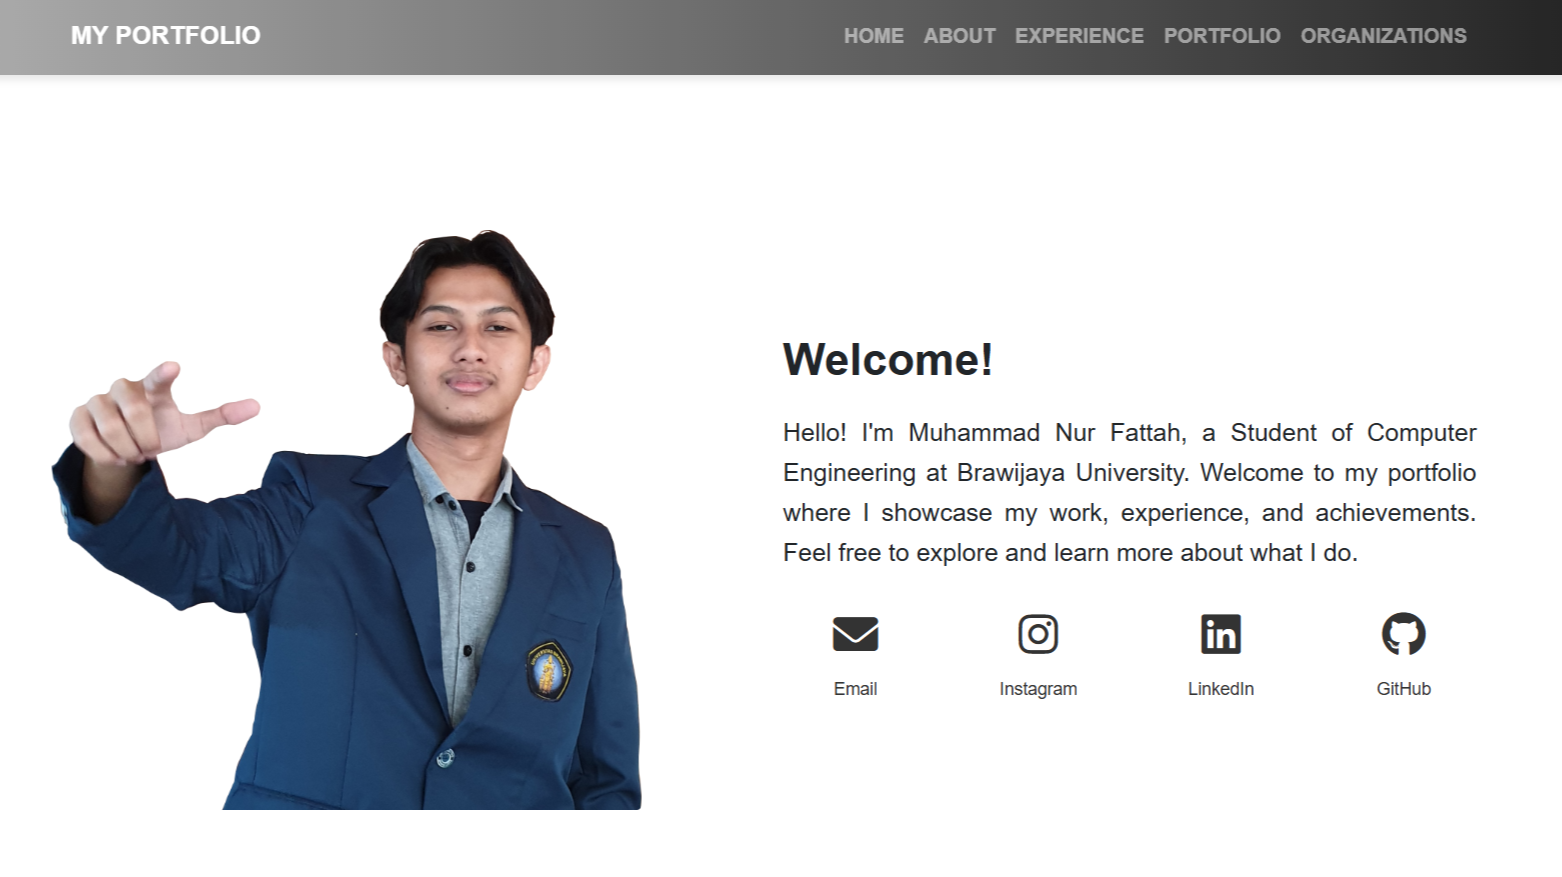 MY PORTFOLIO
HOME ABOUT EXPERIENCE PORTFOLIO ORGANIZATIONS
Welcome!
Hello! I'm Muhammad Nur Fattah, a Student of Computer
Engineering at Brawijaya University. Welcome to my portfolio
where I showcase my work, experience, and achievements.
Feel free to explore and learn more about what I do.
Email Instagram LinkedIn GitHub